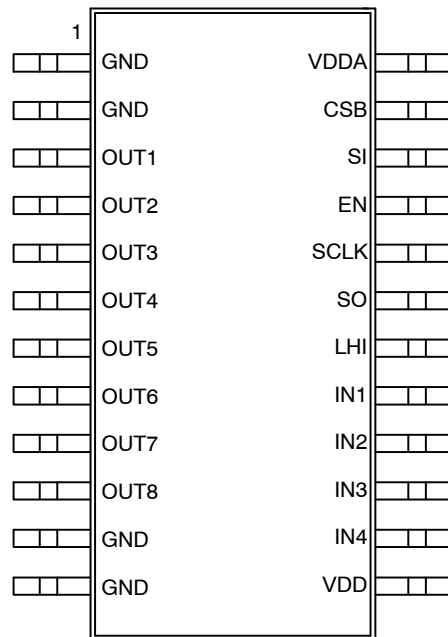 1
GND VDDA
GND CSB
OUT1 SI
OUT2 EN
OUT3 SCLK
OUT4 SO
OUT5 LHI
OUT6 IN1
OUT7 IN2
OUT8 IN3
GND IN4
GND VDD